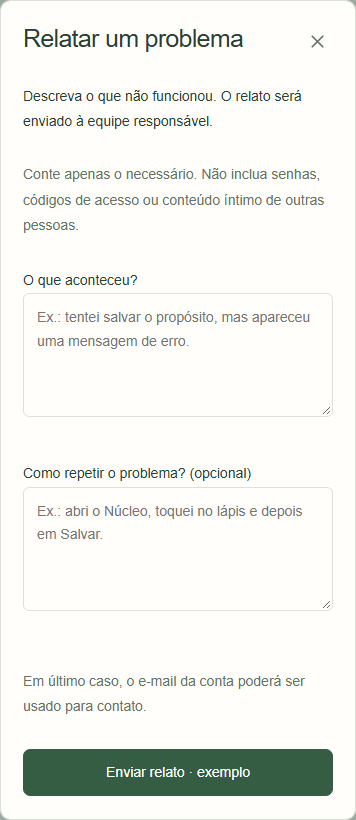 Relatar um problema
Descreva o que não funcionou. O relato será
enviado à equipe responsável.
Conte apenas o necessário. Não inclua senhas,
códigos de acesso ou conteúdo íntimo de outras
pessoas.
O que aconteceu?
Ex.: tentei salvar o propósito, mas apareceu
uma mensagem de erro.
Como repetir o problema? (opcional)
Ex.: abri o Núcleo, toquei no lápis e depois
em Salvar.
Em último caso, o e-mail da conta poderá ser
usado para contato.
Enviar relato · exemplo